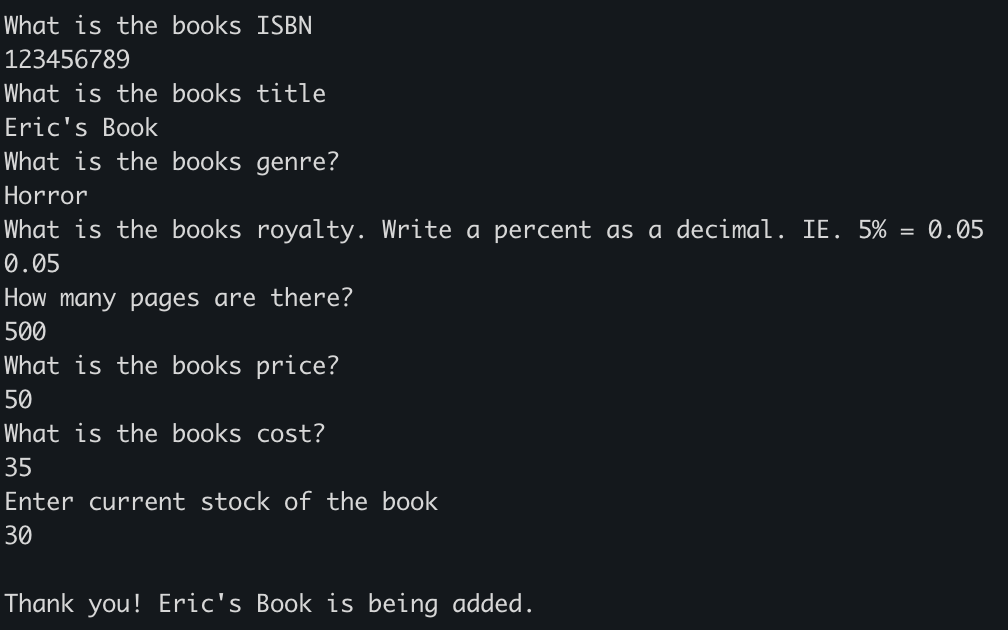 What is the books ISBN
123456789
What is the books title
Eric's Book
What is the books genre?
Horror
What is the books royalty. Write a percent as a decimal. IE. 5% = 0.05
0.05
How many pages are there?
500
What is the books price?
50
What is the books cost?
35
Enter current stock of the book
30
Thank you! Eric's Book is being added.